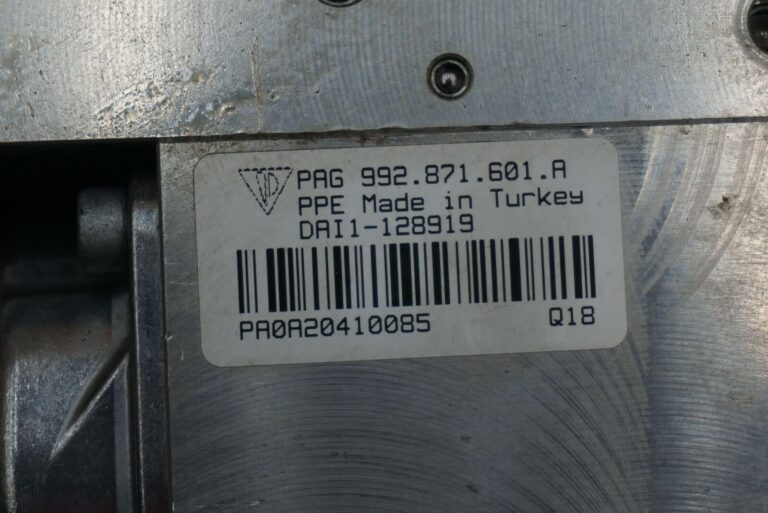 PAG 992.871.601.A
PPE Made in Turkey
DAI1-128919
PA0A20410085 Q18